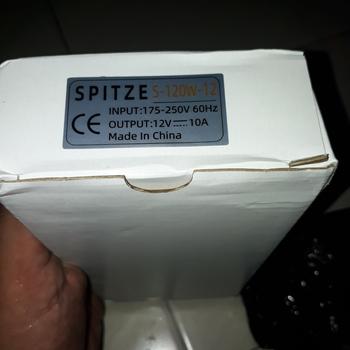 SPITZE S-120W-12
INPUT:175-250V 60Hz
CE OUTPUT:12V⎓10A
Made In China